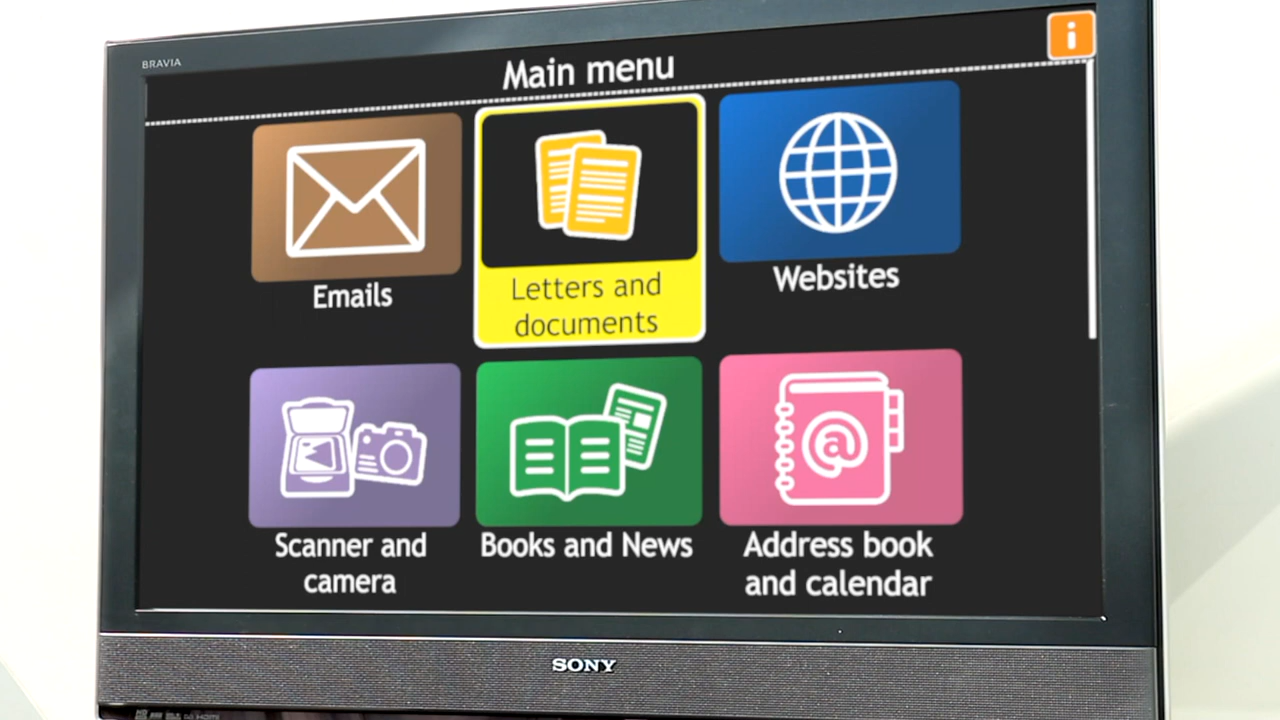 BRAVIA
Main menu
i
Emails
Letters and
documents
Websites
Scanner and
camera
Books and News
Address book
and calendar
@
SONY